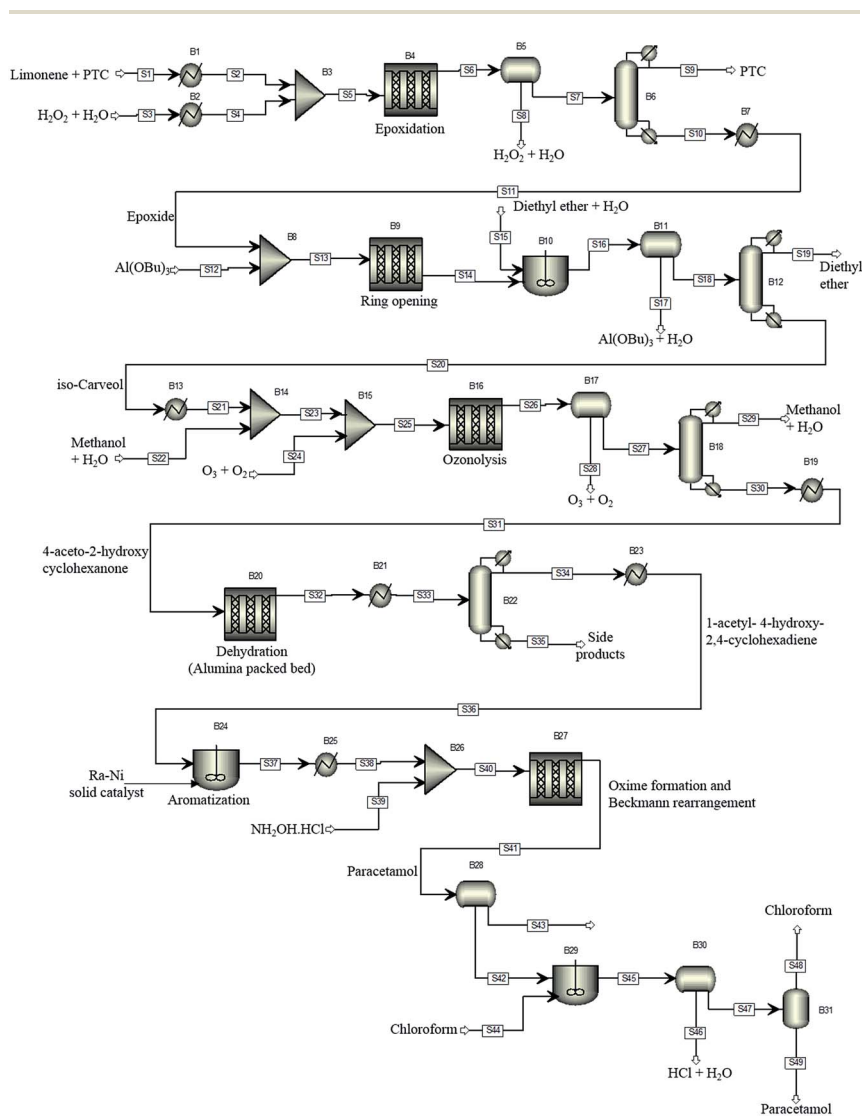 B1
B3
B4
B5
B6
S9
PTC
Limonene + PTC
S1
S2
B2
H₂O₂ + H₂O
S3
S4
S5
S6
S7
Epoxidation
S8
H₂O₂ + H₂O
S10
B7
S11
Epoxide
Diethyl ether + H₂O
S15
B8
B9
B10
B11
B12
S19
Diethyl
ether
Al(OBu)₃
S12
S13
S14
S16
S17
S18
Ring opening
Al(OBu)₃ + H₂O
S20
iso-Carveol
B13
S21
B14
S23
B15
S25
B16
S26
B17
S27
B18
S29
Methanol
+ H₂O
Methanol
+ H₂O
S22
S24
O₃ + O₂
Ozonolysis
S28
O₃ + O₂
S30
B19
S31
4-aceto-2-hydroxy
cyclohexanone
B20
S32
B21
S33
B22
S34
B23
S35
Side
products
Dehydration
(Alumina packed bed)
1-acetyl- 4-hydroxy-
2,4-cyclohexadiene
S36
B24
S37
B25
S38
B26
S40
B27
Ra-Ni
solid catalyst
Aromatization
S39
NH₂OH.HCl
Oxime formation and
Beckmann rearrangement
S41
Paracetamol
B28
S43
S42
B29
S45
B30
S47
Chloroform
S48
B31
Chloroform
S44
S46
HCl + H₂O
S49
Paracetamol